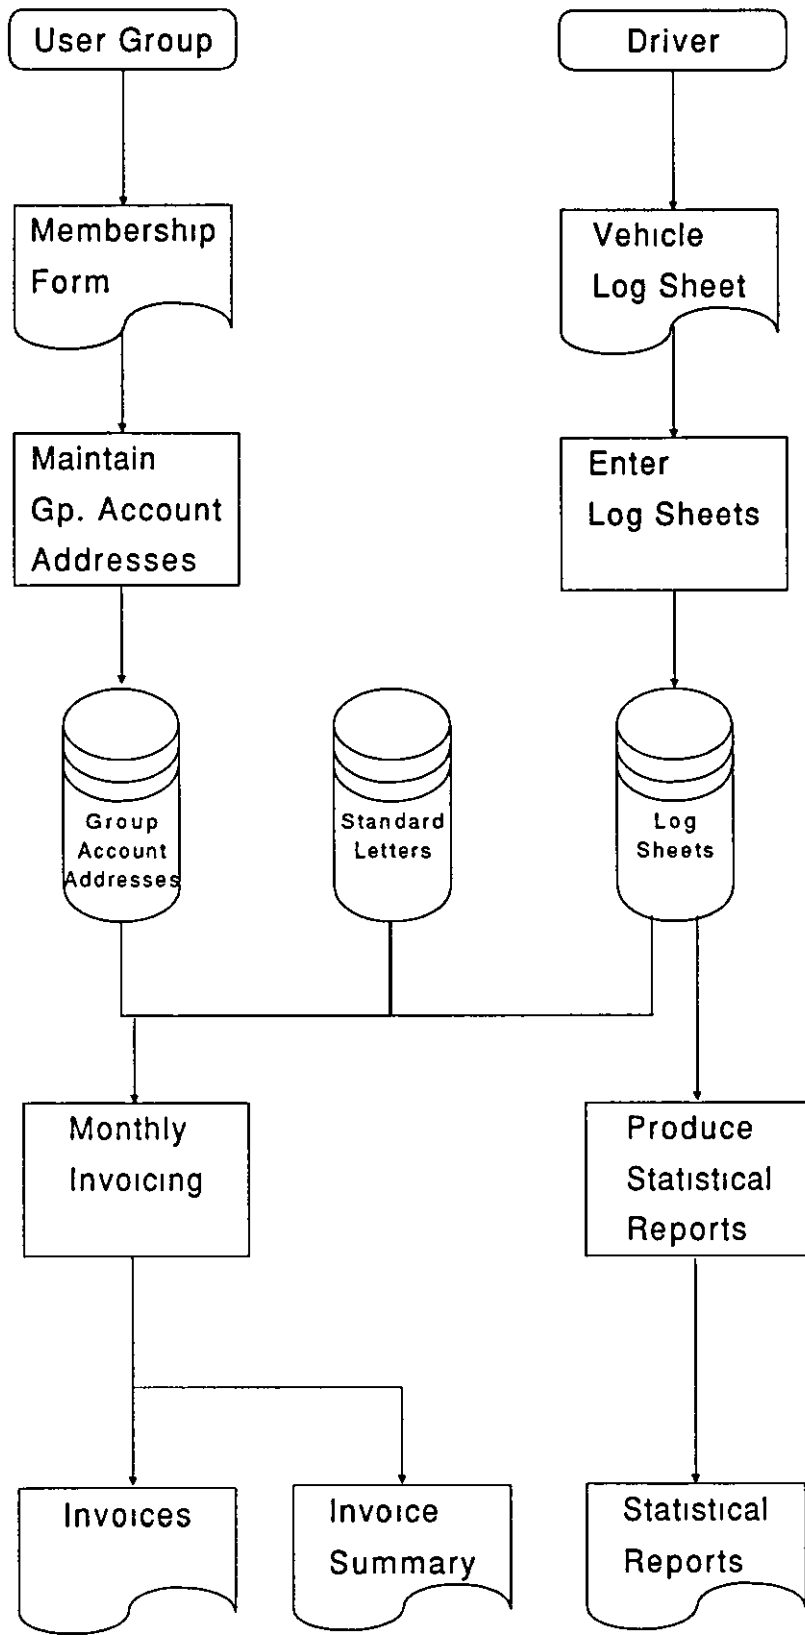 User Group
Driver
Membership
Form
Vehicle
Log Sheet
Maintain
Gp. Account
Addresses
Enter
Log Sheets
Group
Account
Addresses
Standard
Letters
Log
Sheets
Monthly
Invoicing
Produce
Statistical
Reports
Invoices
Invoice
Summary
Statistical
Reports